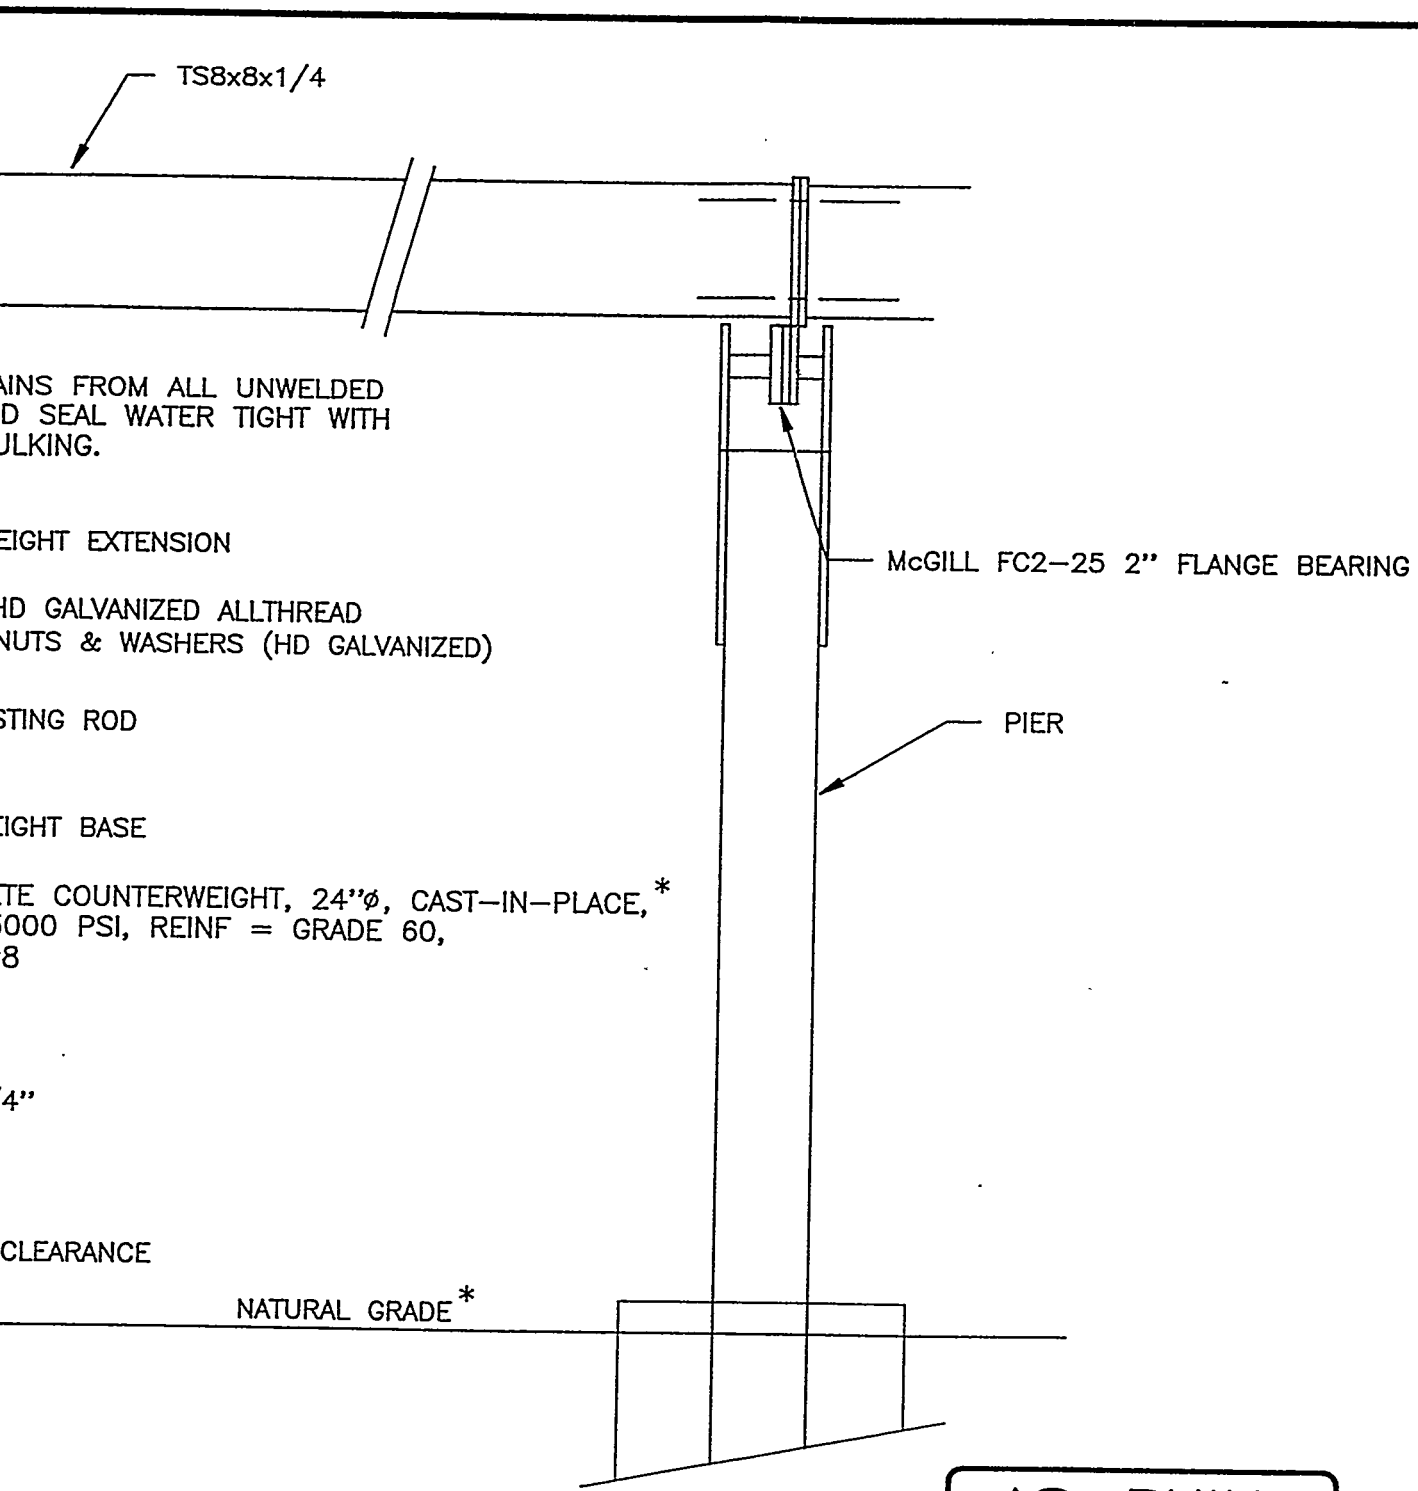 TS8x8x1/4
AINS FROM ALL UNWELDED
D SEAL WATER TIGHT WITH
ULKING.
EIGHT EXTENSION
HD GALVANIZED ALLTHREAD
NUTS & WASHERS (HD GALVANIZED)
McGILL FC2-25 2" FLANGE BEARING
STING ROD
PIER
EIGHT BASE
TE COUNTERWEIGHT, 24"ø, CAST-IN-PLACE,*
5000 PSI, REINF = GRADE 60,
8
/4"
CLEARANCE
NATURAL GRADE*